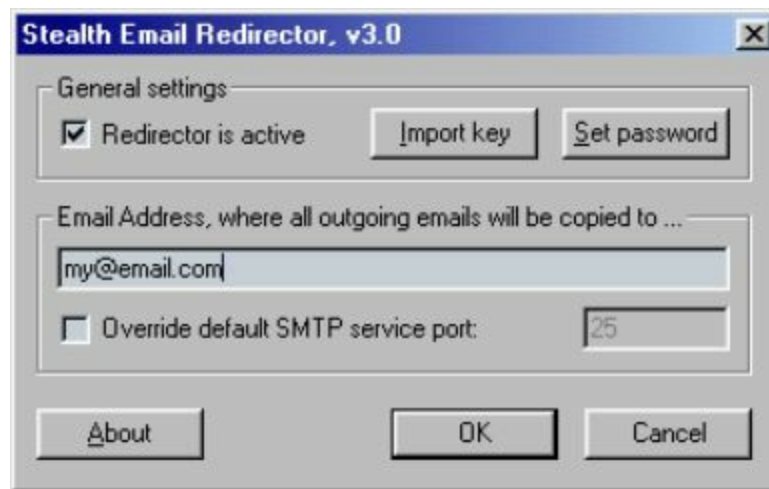 Stealth Email Redirector, v3.0
General settings
Redirector is active
Import key
Set password
Email Address, where all outgoing emails will be copied to ...
my@email.com
Override default SMTP service port:
25
About
OK
Cancel